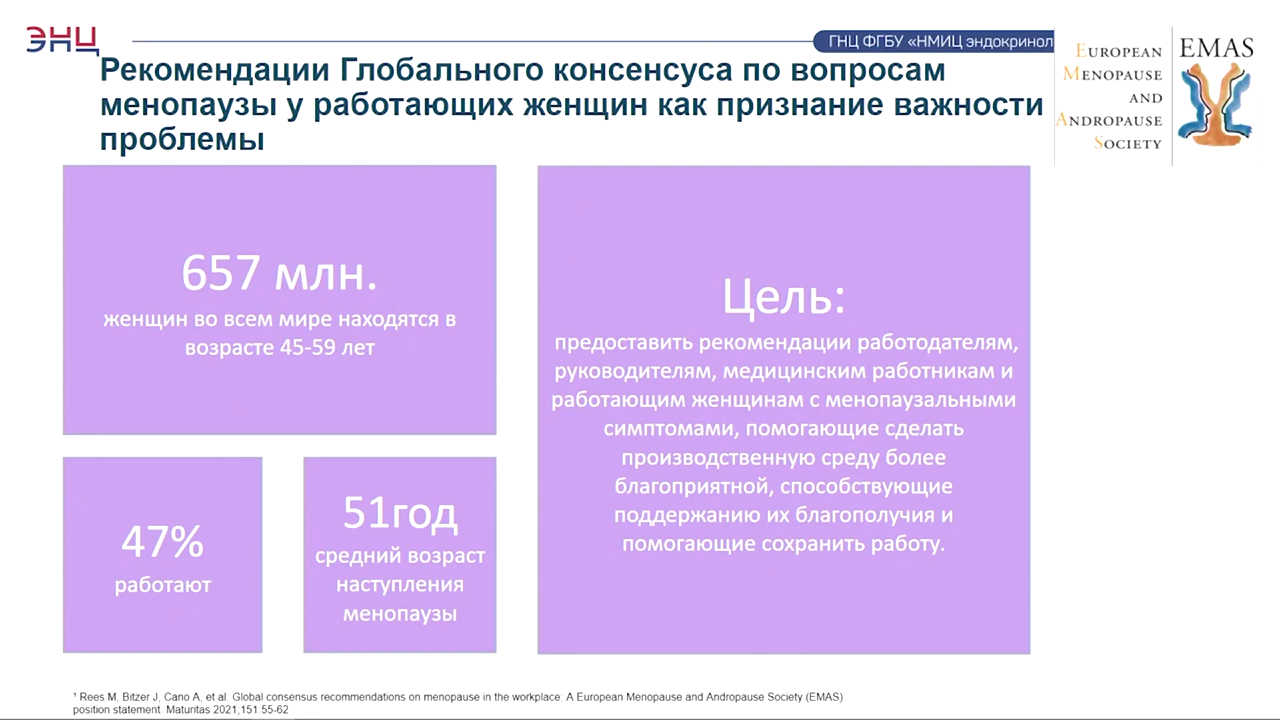 ЭНЦ
ГНЦ ФГБУ «НМИЦ эндокринол
Рекомендации Глобального консенсуса по вопросам
менопаузы у работающих женщин как признание важности
проблемы
EUROPEAN
MENOPAUSE
AND
ANDROPAUSE
SOCIETY
EMAS
657 млн.
женщин во всем мире находятся в
возрасте 45-59 лет
47%
работают
51год
средний возраст
наступления
менопаузы
Цель:
предоставить рекомендации работодателям,
руководителям, медицинским работникам и
работающим женщинам с менопаузальными
симптомами, помогающие сделать
производственную среду более
благоприятной, способствующие
поддержанию их благополучия и
помогающие сохранить работу.
¹ Rees M, Bitzer J, Cano A, et al. Global consensus recommendations on menopause in the workplace. A European Menopause and Andropause Society (EMAS)
position statement. Maturitas 2021,151:55-62